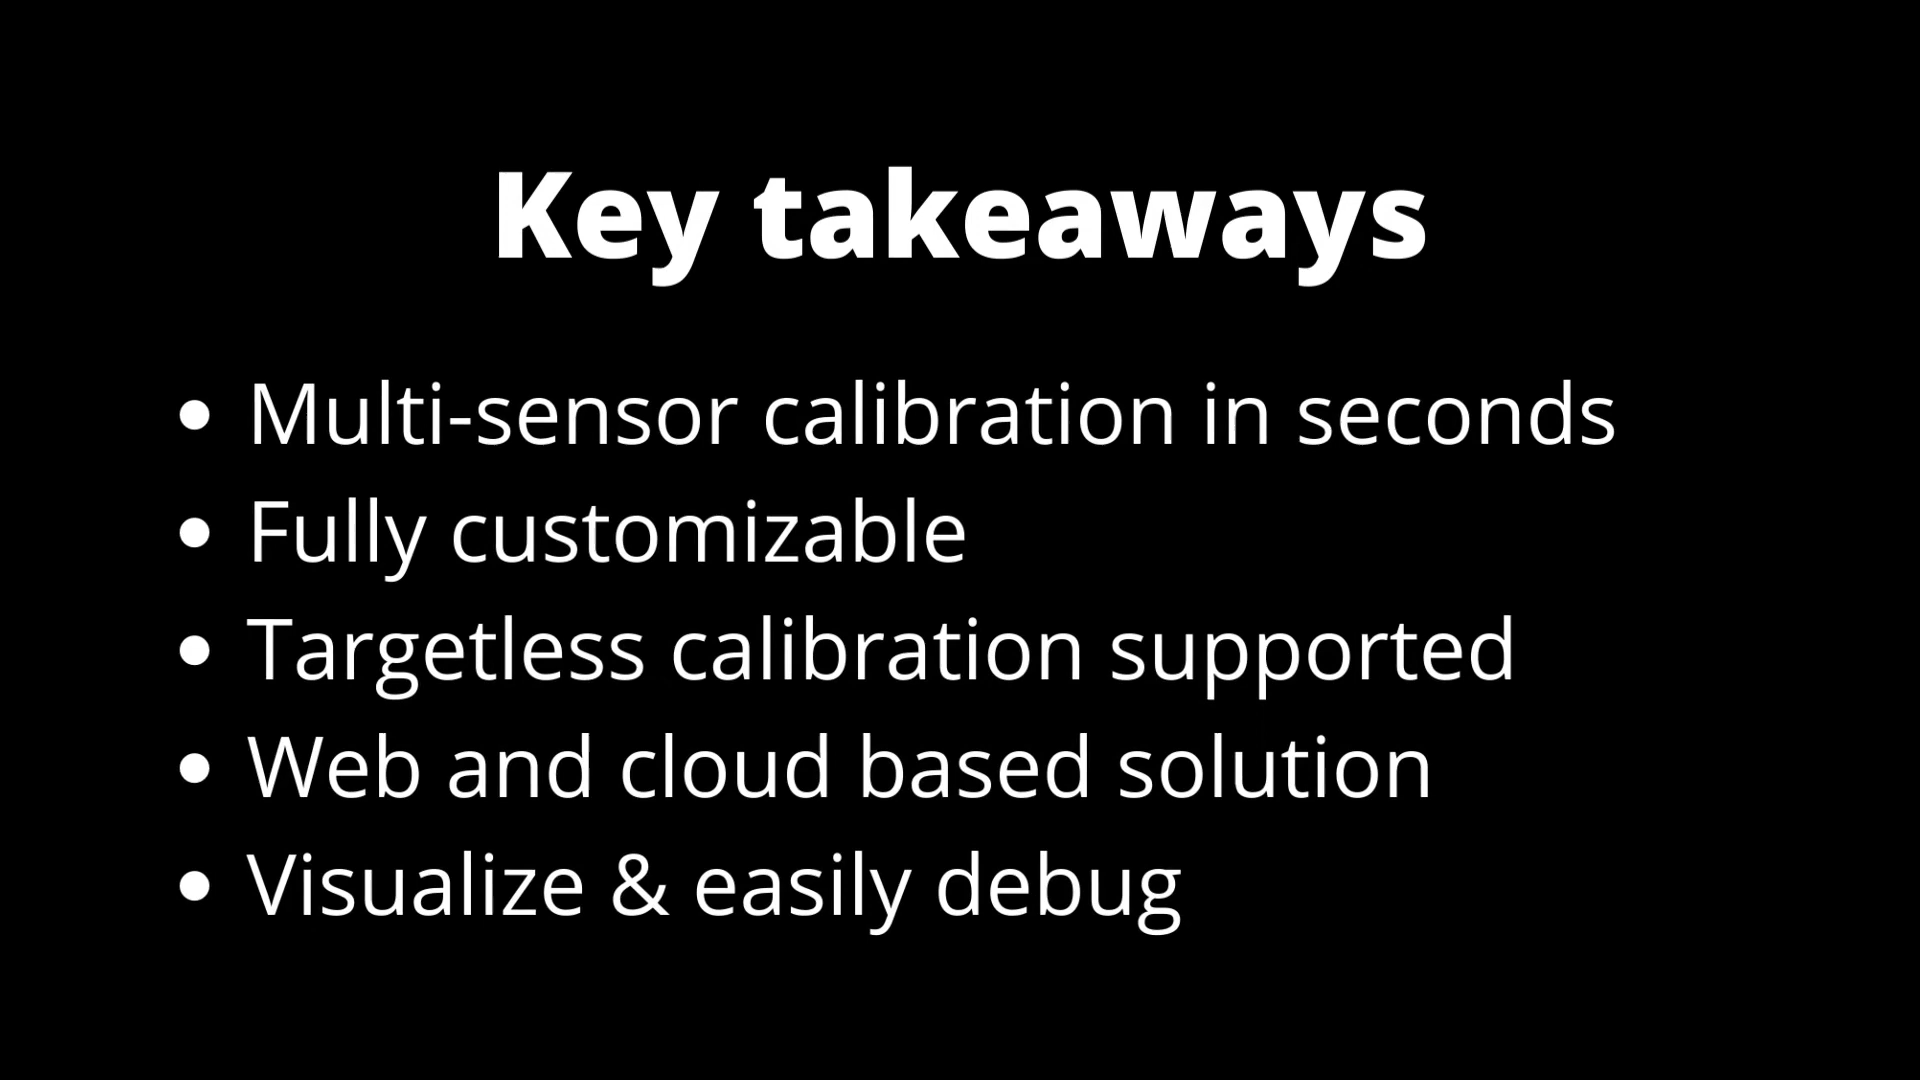 Key takeaways
• Multi-sensor calibration in seconds
• Fully customizable
• Targetless calibration supported
• Web and cloud based solution
• Visualize & easily debug